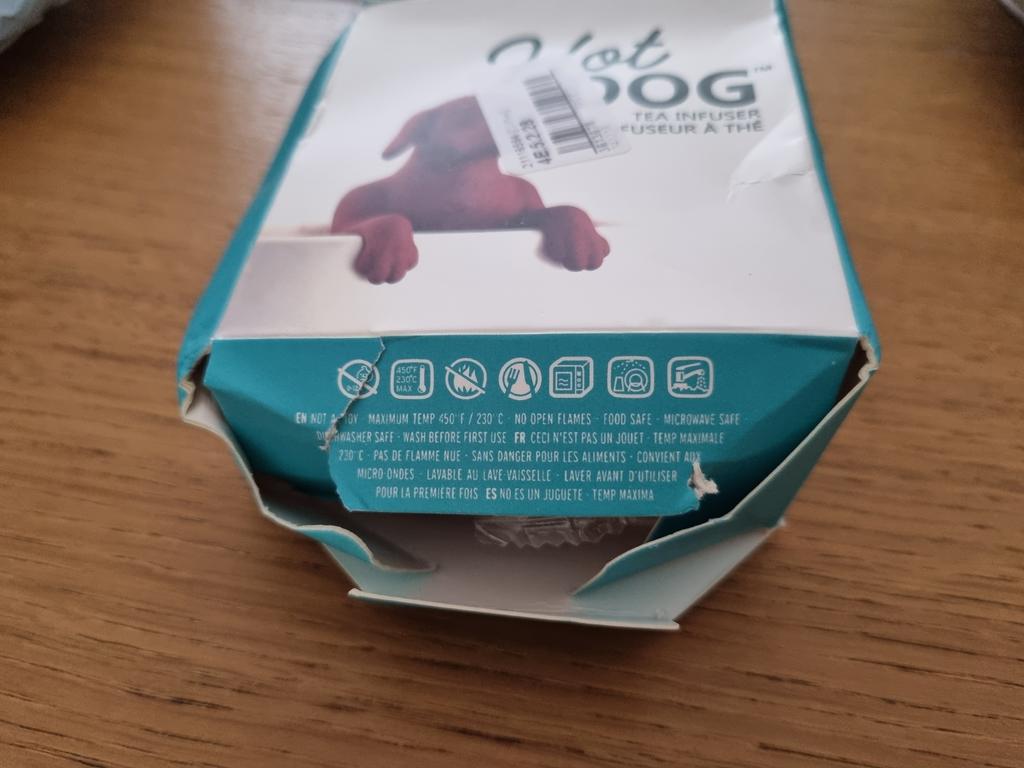 ot
DOG™
TEA INFUSER
FUSEUR À THÉ
450°F
230°C
MAX
EN NOT A TOY · MAXIMUM TEMP 450°F / 230°C · NO OPEN FLAMES · FOOD SAFE · MICROWAVE SAFE
DISHWASHER SAFE · WASH BEFORE FIRST USE FR CECI N'EST PAS UN JOUET · TEMP MAXIMALE
230°C · PAS DE FLAMME NUE · SANS DANGER POUR LES ALIMENTS · CONVIENT AUX
MICRO-ONDES · LAVABLE AU LAVE-VAISSELLE · LAVER AVANT D'UTILISER
POUR LA PREMIÈRE FOIS ES NO ES UN JUGUETE · TEMP MAXIMA